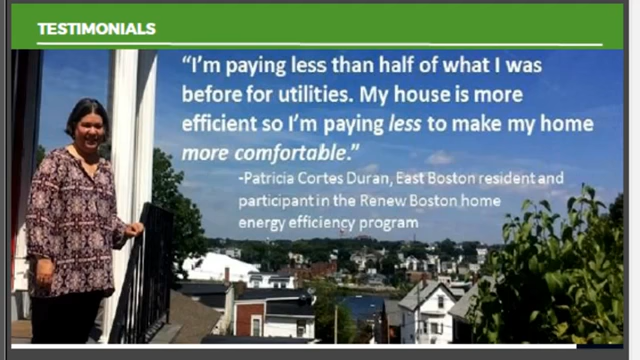 TESTIMONIALS
“I’m paying less than half of what I was
before for utilities. My house is more
efficient so I’m paying less to make my home
more comfortable.”
-Patricia Cortes Duran, East Boston resident and
participant in the Renew Boston home
energy efficiency program